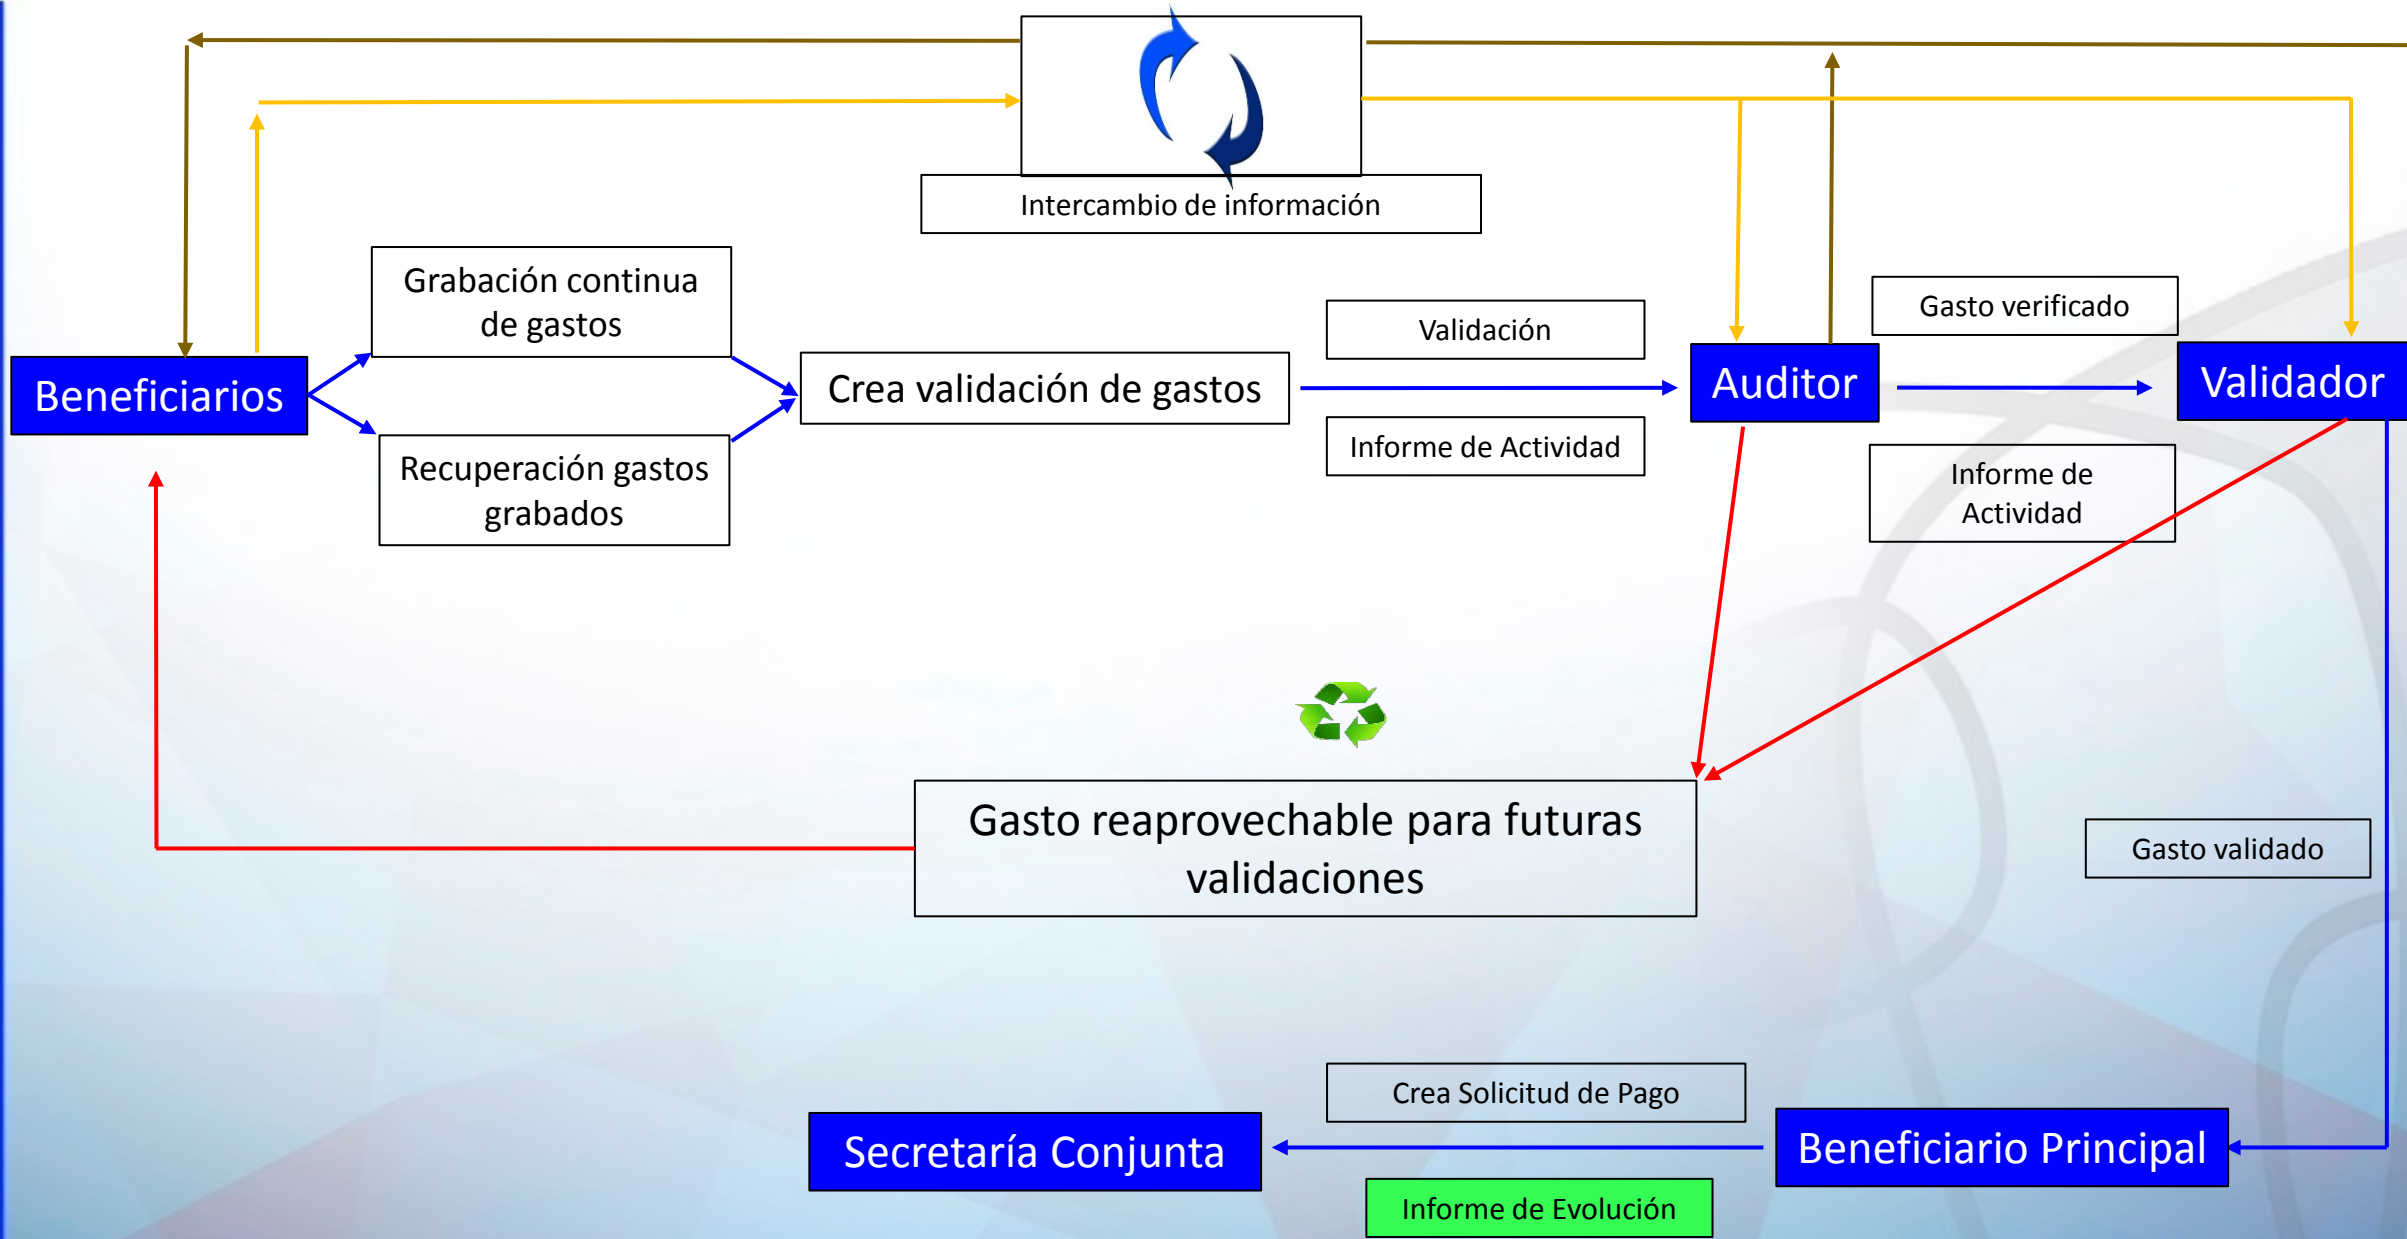 Intercambio de información
Grabación continua
de gastos
Gasto verificado
Validación
Beneficiarios
Crea validación de gastos
Auditor
Validador
Informe de Actividad
Recuperación gastos
grabados
Informe de
Actividad
Gasto reaprovechable para futuras
validaciones
Gasto validado
Crea Solicitud de Pago
Secretaría Conjunta
Beneficiario Principal
Informe de Evolución